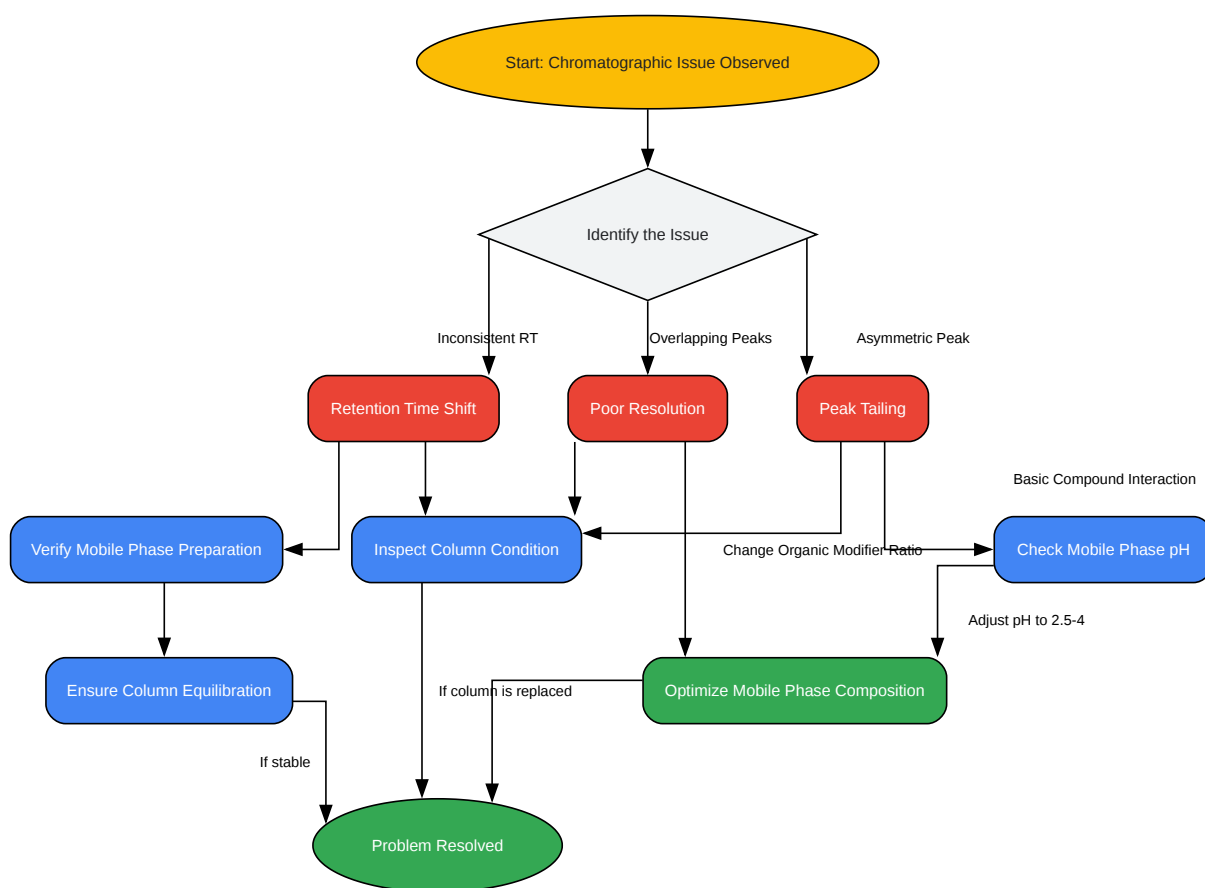 Start: Chromatographic Issue Observed
Identify the Issue
Inconsistent RT
Overlapping Peaks
Asymmetric Peak
Retention Time Shift
Poor Resolution
Peak Tailing
Basic Compound Interaction
Verify Mobile Phase Preparation
Inspect Column Condition
Change Organic Modifier Ratio
Check Mobile Phase pH
Adjust pH to 2.5-4
Ensure Column Equilibration
If column is replaced
Optimize Mobile Phase Composition
If stable
Problem Resolved